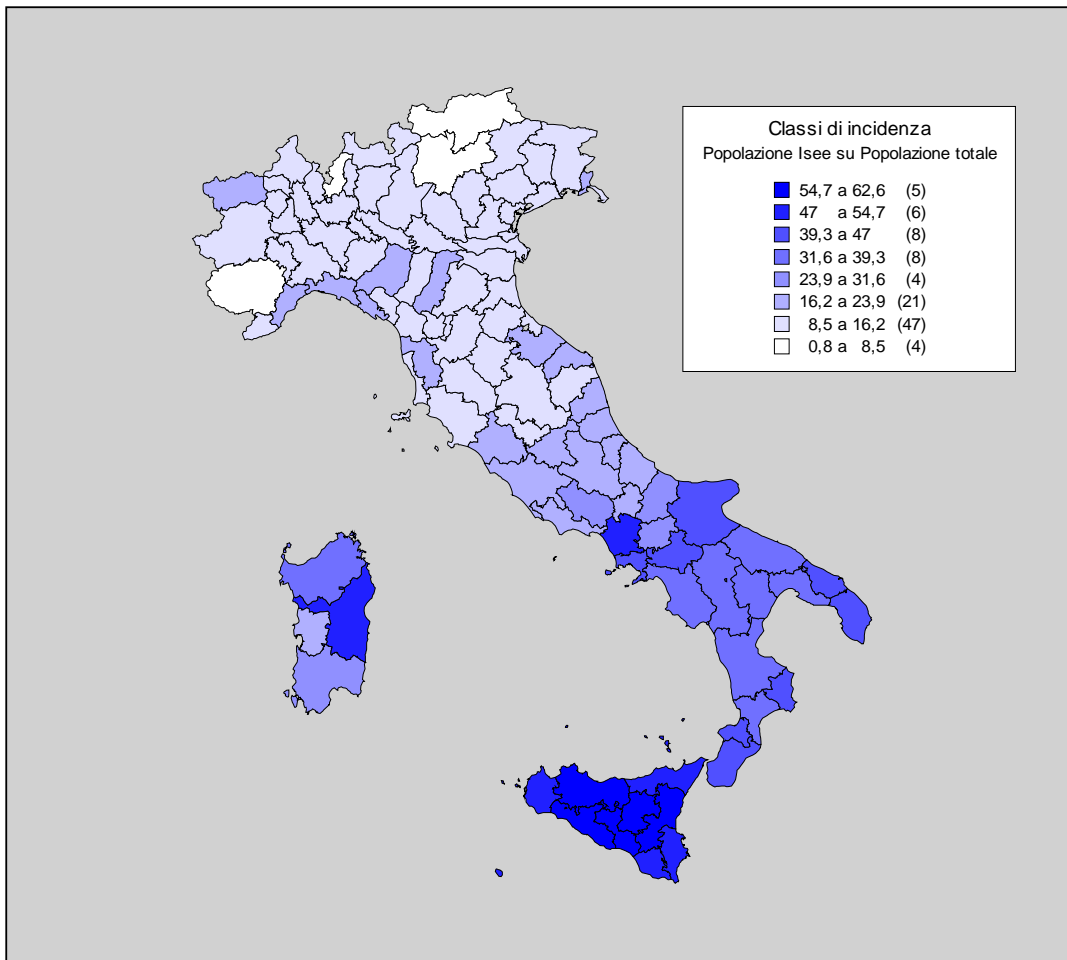 Classi di incidenza
Popolazione Isee su Popolazione totale
54,7 a 62,6 (5)
47 a 54,7 (6)
39,3 a 47 (8)
31,6 a 39,3 (8)
23,9 a 31,6 (4)
16,2 a 23,9 (21)
8,5 a 16,2 (47)
0,8 a 8,5 (4)